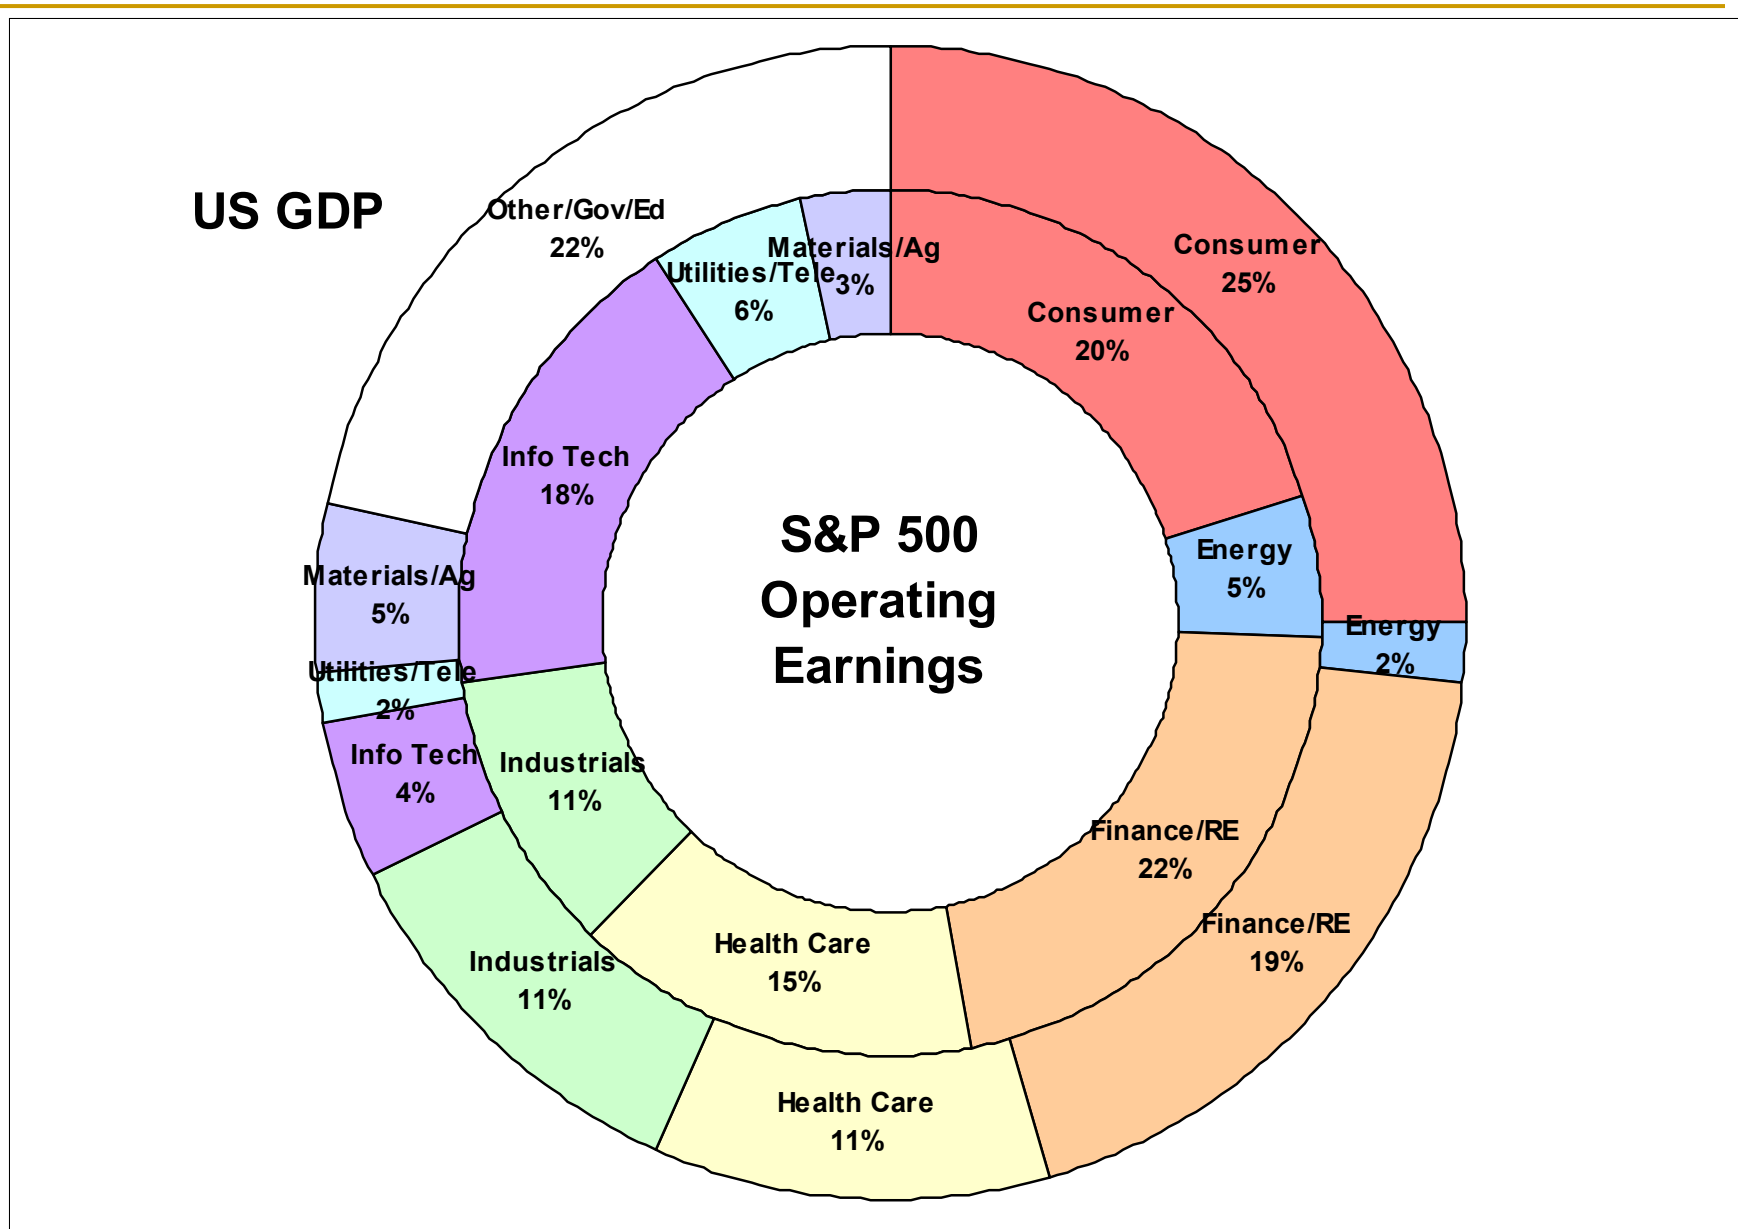 US GDP
Other/Gov/Ed
22%
Materials/Ag
3%
Utilities/Tele
6%
Consumer
25%
Consumer
20%
Info Tech
18%
S&P 500
Operating
Earnings
Energy
5%
Energy
2%
Materials/Ag
5%
Utilities/Tele
2%
Info Tech
4%
Industrials
11%
Finance/RE
22%
Finance/RE
19%
Health Care
15%
Industrials
11%
Health Care
11%